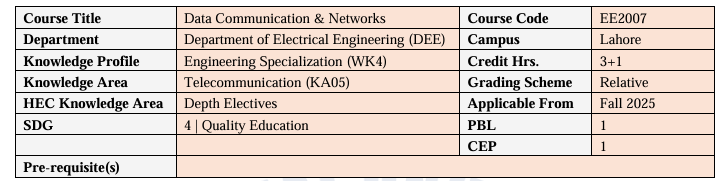 Course Title Data Communication & Networks Course Code EE2007
Department Department of Electrical Engineering (DEE) Campus Lahore
Knowledge Profile Engineering Specialization (WK4) Credit Hrs. 3+1
Knowledge Area Telecommunication (KA05) Grading Scheme Relative
HEC Knowledge Area Depth Electives Applicable From Fall 2025
SDG 4 | Quality Education PBL 1
CEP 1
Pre-requisite(s)